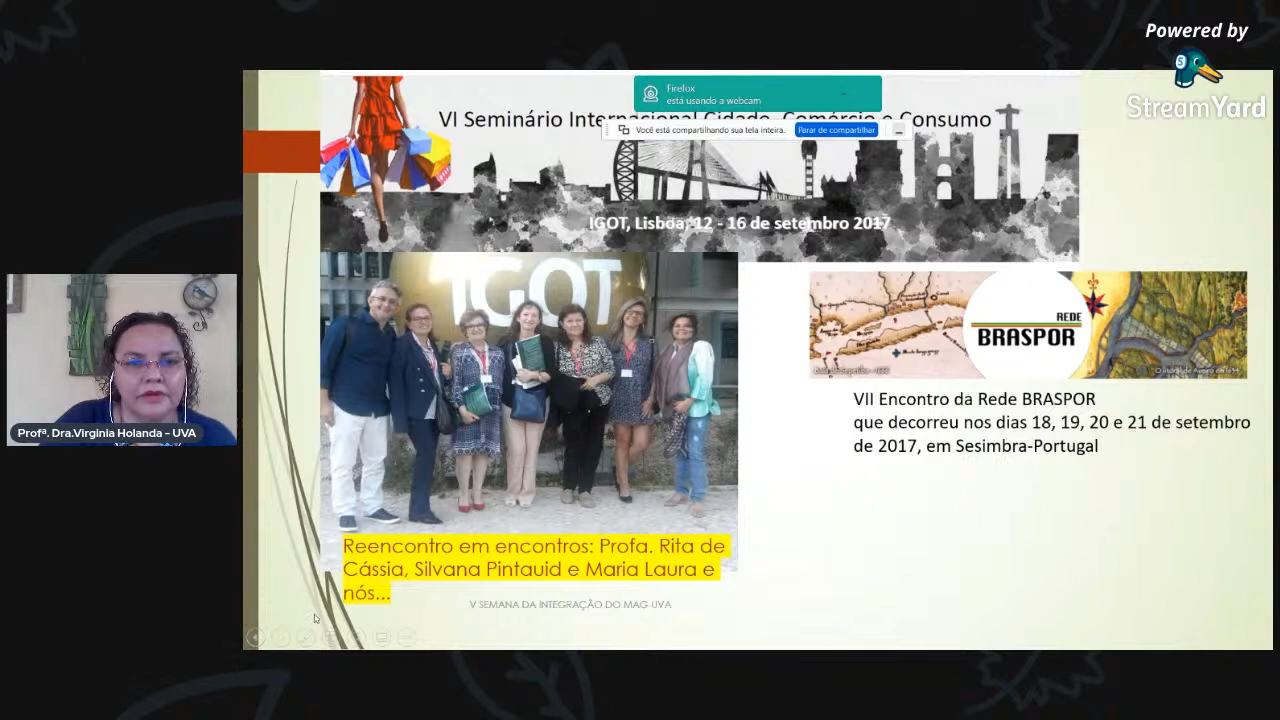 Powered by
StreamYard
Firefox
está usando a webcam
VI Seminário Internacional Cidade, Comércio e Consumo
Você está compartilhando sua tela inteira.
Parar de compartilhar
IGOT, Lisboa, 12 - 16 de setembro 2017
IGOT
REDE
BRASPOR
VII Encontro da Rede BRASPOR
que decorreu nos dias 18, 19, 20 e 21 de setembro
de 2017, em Sesimbra-Portugal
Profª. Dra.Virginia Holanda - UVA
Reencontro em encontros: Profa. Rita de
Cássia, Silvana Pintauid e Maria Laura e
nós...
V SEMANA DA INTEGRAÇÃO DO MAG-UVA